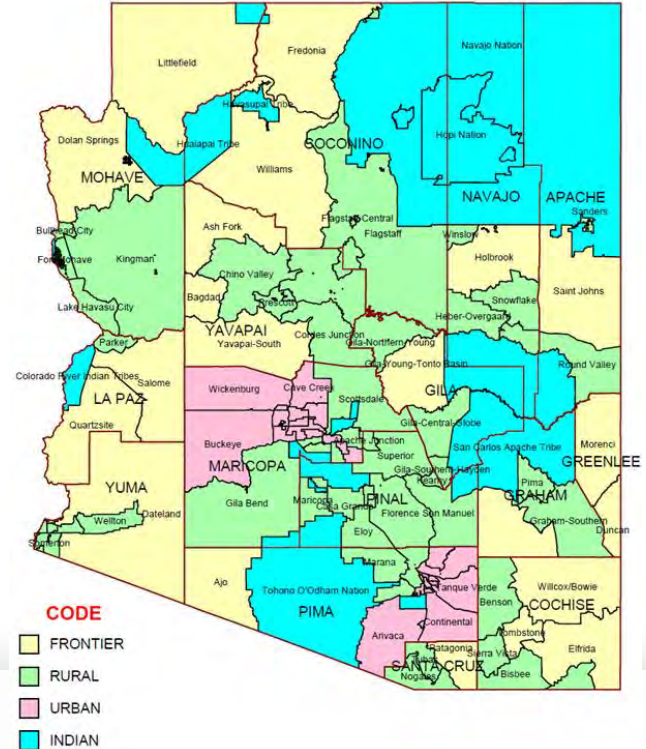 Littlefield
Fredonia
Navajo Nation
Havasupai Tribe
Hopi Nation
Dolan Springs
Hualapai Tribe
COCONINO
Williams
MOHAVE
NAVAJO
APACHE
Sanders
Bullhead City
Ash Fork
Flagstaff-Central
Flagstaff
Winslow
Fort Mohave
Kingman
Holbrook
Chino Valley
Saint Johns
Bagdad
Prescott
Snowflake
Lake Havasu City
Heber-Overgaard
YAVAPAI
Cordes Junction
Yavapai-South
Gila-Northern-Young
Parker
Gila-Young-Tonto Basin
Round Valley
Colorado River Indian Tribes
Salome
Wickenburg
Cave Creek
GILA
LA PAZ
Scottsdale
Quartzsite
Gila-Central-Globe
Buckeye
Apache Junction
San Carlos Apache Tribe
Morenci
MARICOPA
Superior
GREENLEE
Gila-Southern-Hayden
YUMA
Kearny
Pima
Gila Bend
Maricopa
PINAL
GRAHAM
Casa Grande
Dateland
Florence
San Manuel
Wellton
Graham-Southern
Eloy
Duncan
Somerton
Marana
Ajo
Tohono O'Odham Nation
Tanque Verde
Willcox/Bowie
Benson
COCHISE
PIMA
Continental
Arivaca
Tombstone
Patagonia
Sierra Vista
Elfrida
SANTA CRUZ
Nogales
Bisbee
CODE
FRONTIER
RURAL
URBAN
INDIAN